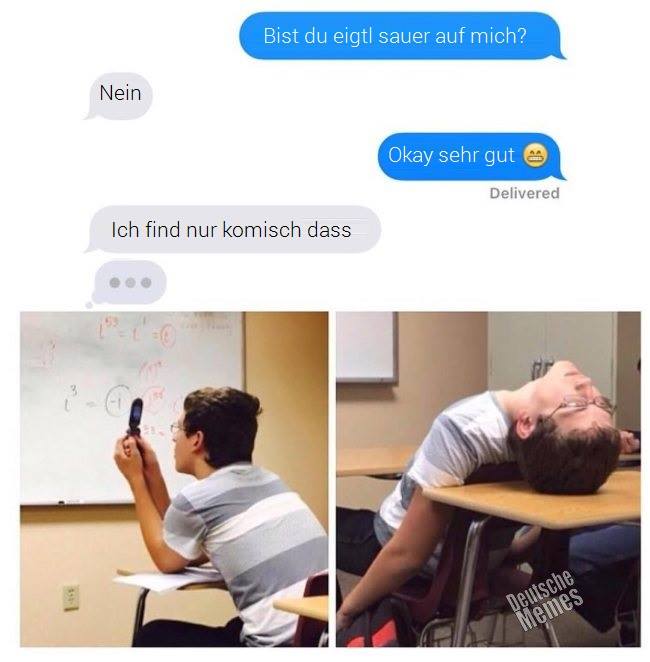 Bist du eigtl sauer auf mich?
Nein
Okay sehr gut 😁
Delivered
Ich find nur komisch dass
Deutsche
Memes